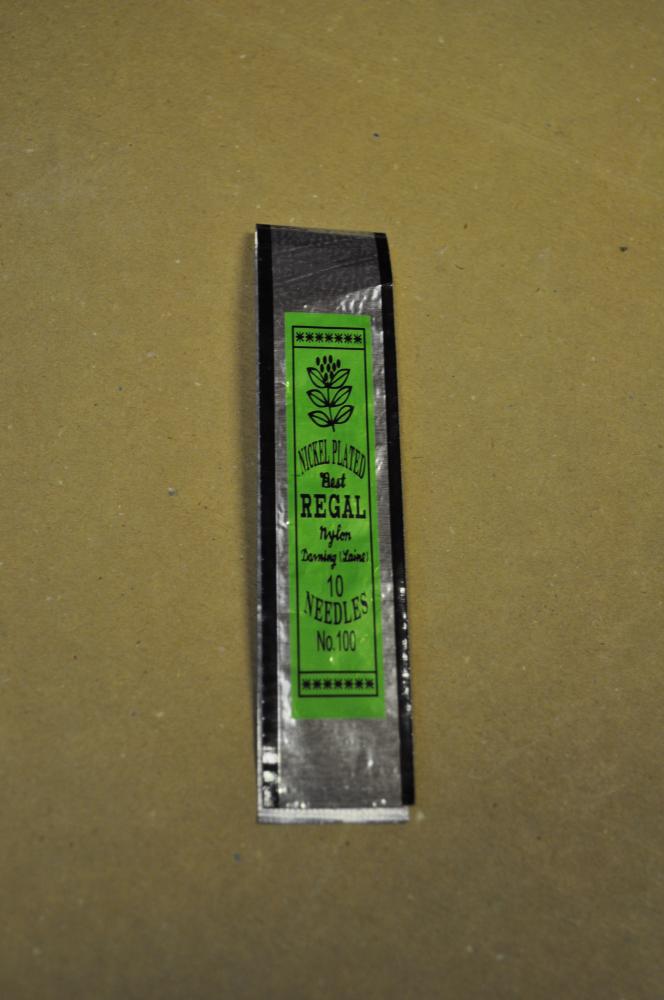 NICKEL PLATED
Best
REGAL
Nylon
Darning (Laine)
10
NEEDLES
No. 100